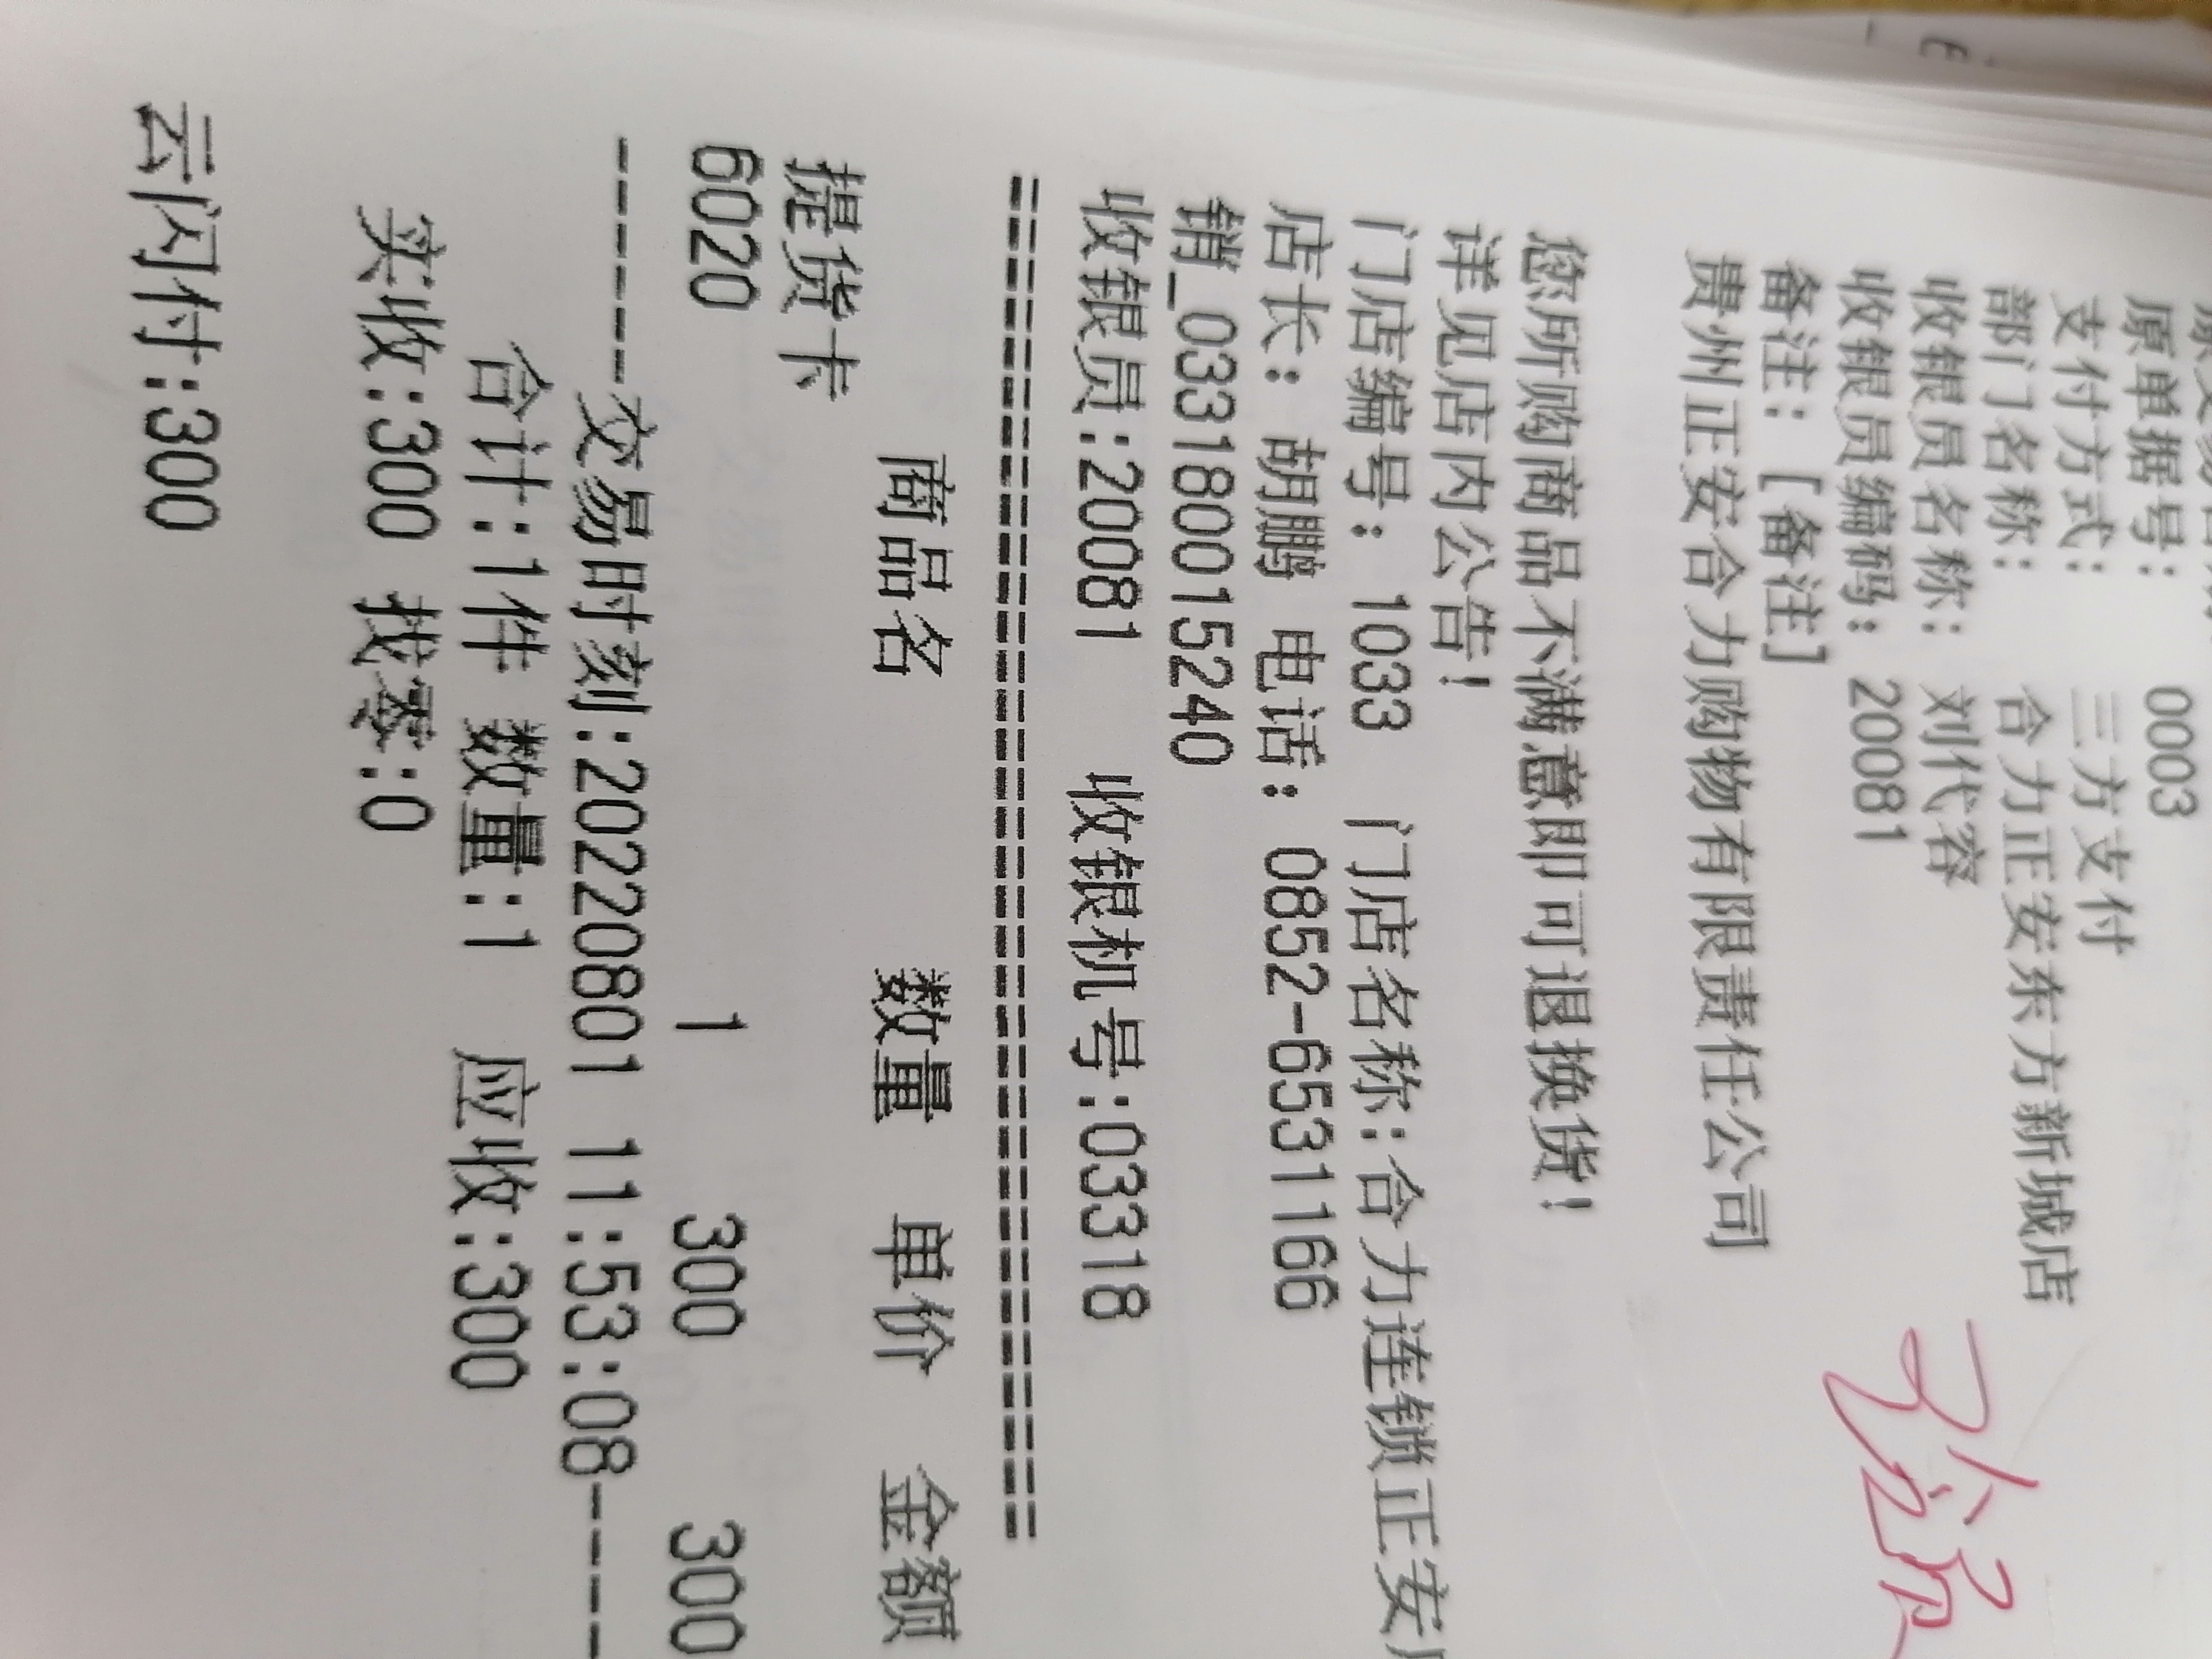 原单据号： 0003
支付方式： 三方支付
部门名称： 合力正安东方新城店
收银员名称： 刘代容
收银员编码： 20081
备注：[备注]
贵州正安合力购物有限责任公司
您所购商品不满意即可退换货！
详见店内公告！
门店编号： 1033 门店名称：合力连锁正安
店长： 胡鹏 电话： 0852-6531166
销_033180015240
收银员:20081 收银机号:03318
================================
商品名 数量 单价 金额
提货卡
6020 1 300 300
------交易时刻:20220801 11:53:08-----
合计:1件 数量:1 应收:300
实收:300 找零:0
云闪付:300